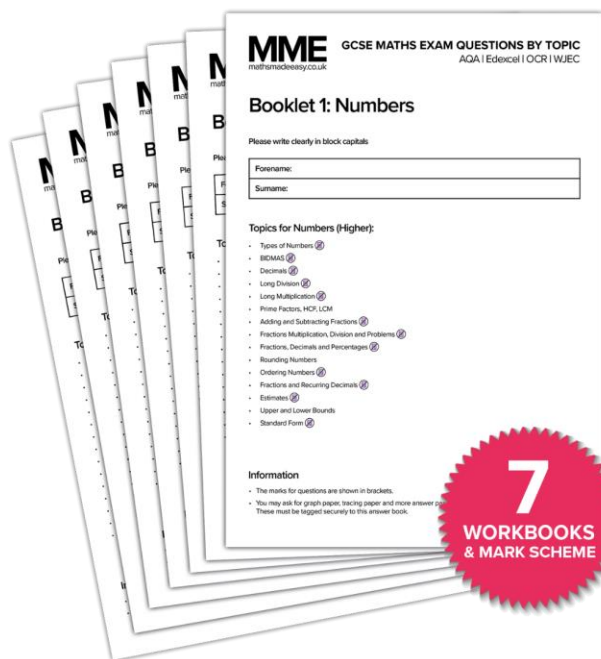 MME
mathsmadeeasy.co.uk
GCSE MATHS EXAM QUESTIONS BY TOPIC
AQA | Edexcel | OCR | WJEC
Booklet 1: Numbers
Please write clearly in block capitals
Forename:
Surname:
Topics for Numbers (Higher):
• Types of Numbers
• BIDMAS
• Decimals
• Long Division
• Long Multiplication
• Prime Factors, HCF, LCM
• Adding and Subtracting Fractions
• Fractions Multiplication, Division and Problems
• Fractions, Decimals and Percentages
• Rounding Numbers
• Ordering Numbers
• Fractions and Recurring Decimals
• Estimates
• Upper and Lower Bounds
• Standard Form
Information
• The marks for questions are shown in brackets.
• You may ask for graph paper, tracing paper and more answer
These must be tagged securely to this answer book.
7
WORKBOOKS
& MARK SCHEME